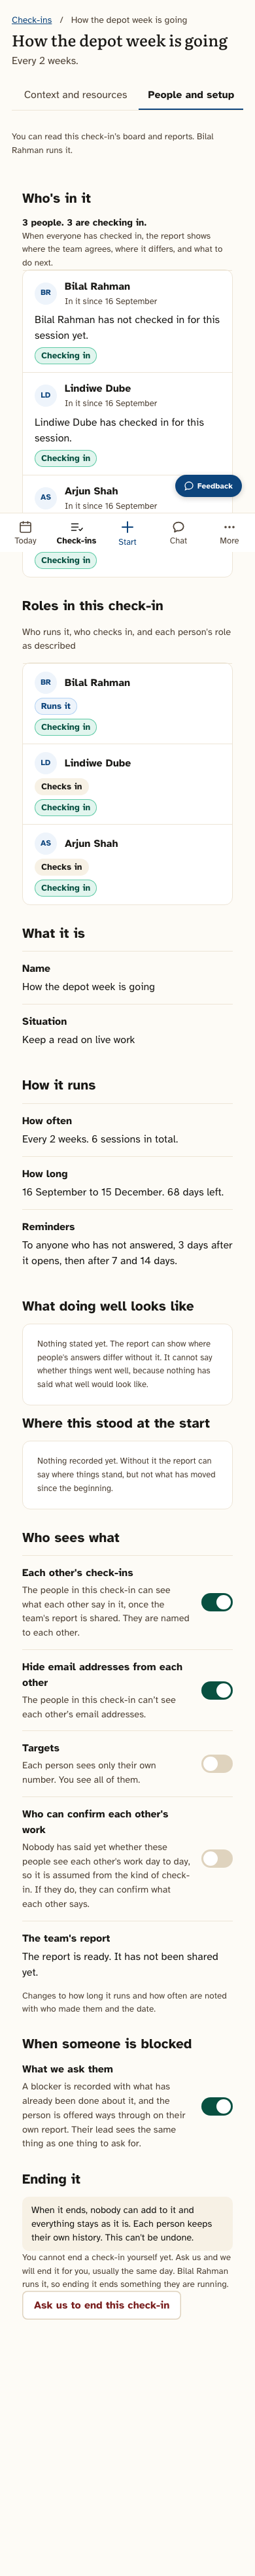 Check-ins / How the depot week is going
How the depot week is going
Every 2 weeks.
Context and resources People and setup
You can read this check-in's board and reports. Bilal
Rahman runs it.
Who's in it
3 people. 3 are checking in.
When everyone has checked in, the report shows
where the team agrees, where it differs, and what to
do next.
BR Bilal Rahman
In it since 16 September
Bilal Rahman has not checked in for this
session yet.
Checking in
LD Lindiwe Dube
In it since 16 September
Lindiwe Dube has checked in for this
session.
Checking in
AS Arjun Shah
In it since 16 September
Feedback
Today Check-ins Start Chat More
Checking in
Roles in this check-in
Who runs it, who checks in, and each person's role
as described
BR Bilal Rahman
Runs it
Checking in
LD Lindiwe Dube
Checks in
Checking in
AS Arjun Shah
Checks in
Checking in
What it is
Name
How the depot week is going
Situation
Keep a read on live work
How it runs
How often
Every 2 weeks. 6 sessions in total.
How long
16 September to 15 December. 68 days left.
Reminders
To anyone who has not answered, 3 days after
it opens, then after 7 and 14 days.
What doing well looks like
Nothing stated yet. The report can show where
people's answers differ without it. It cannot say
whether things went well, because nothing has
said what well would look like.
Where this stood at the start
Nothing recorded yet. Without it the report can
say where things stand, but not what has moved
since the beginning.
Who sees what
Each other's check-ins
The people in this check-in can see
what each other say in it, once the
team's report is shared. They are named
to each other.
Hide email addresses from each
other
The people in this check-in can't see
each other's email addresses.
Targets
Each person sees only their own
number. You see all of them.
Who can confirm each other's
work
Nobody has said yet whether these
people see each other's work day to day,
so it is assumed from the kind of check-
in. If they do, they can confirm what
each other says.
The team's report
The report is ready. It has not been shared
yet.
Changes to how long it runs and how often are noted
with who made them and the date.
When someone is blocked
What we ask them
A blocker is recorded with what has
already been done about it, and the
person is offered ways through on their
own report. Their lead sees the same
thing as one thing to ask for.
Ending it
When it ends, nobody can add to it and
everything stays as it is. Each person keeps
their own history. This can't be undone.
You cannot end a check-in yourself yet. Ask us and we
will end it for you, usually the same day. Bilal Rahman
runs it, so ending it ends something they are running.
Ask us to end this check-in